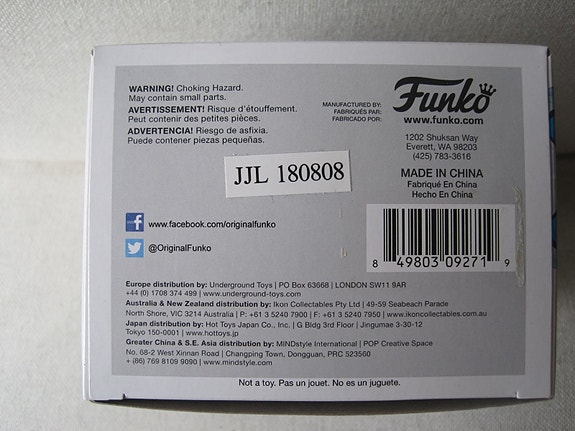 WARNING! Choking Hazard.
May contain small parts.
AVERTISSEMENT! Risque d'étouffement.
Peut contenir des petites pièces.
ADVERTENCIA! Riesgo de asfixia.
Puede contener piezas pequeñas.
MANUFACTURED BY:
FABRIQUÉS PAR:
FABRICADO POR:
Funko
www.funko.com
1202 Shuksan Way
Everett, WA 98203
(425) 783-3616
MADE IN CHINA
Fabriqué En China
Hecho En China
JJL 180808
f www.facebook.com/originalfunko
@OriginalFunko
8 49803 09271 9
Europe distribution by: Underground Toys | PO Box 63668 | LONDON SW11 9AR
+44 (0) 1708 374 499 | www.underground-toys.com
Australia & New Zealand distribution by: Ikon Collectables Pty Ltd | 49-59 Seabeach Parade
North Shore, VIC 3214 Australia | P: +61 3 5240 7900 | F: +61 3 5240 7950 | www.ikoncollectables.com.au
Japan distribution by: Hot Toys Japan Co., Inc. | G Bldg 3rd Floor | Jingumae 3-30-12
Tokyo 150-0001 | www.hottoys.jp
Greater China & S.E. Asia distribution by: MINDstyle International | POP Creative Space
No. 68-2 West Xinnan Road | Changping Town, Dongguan, PRC 523560
+ (86) 769 8109 9090 | www.mindstyle.com
Not a toy. Pas un jouet. No es un juguete.